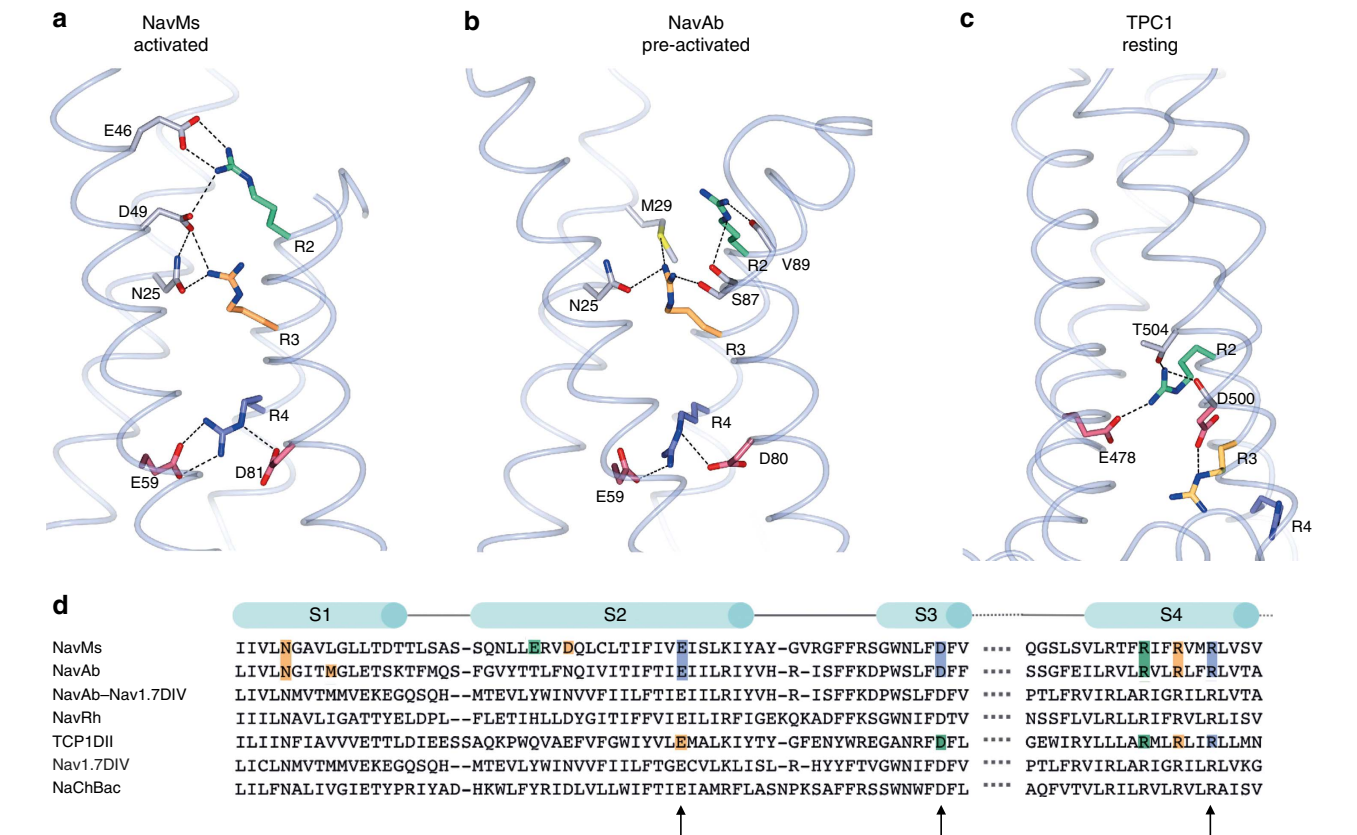 a
NavMs
activated
E46
D49
N25
R2
R3
R4
E59
D81
b
NavAb
pre-activated
M29
N25
R2
V89
S87
R3
R4
D80
E59
c
TPC1
resting
T504
R2
D500
E478
R3
R4
d
S1 S2 S3 S4
NavMs IIVLNGAVLGLLTDTTLSAS-SQNLLERVDQLCLTIFIVEISLKIYAY-GVRGFFRSGWNLFDFV QGSLSVLRTFRIFRVMRLVSV
NavAb LIVLNGITMGLETSKTFMQS-FGVYTTLFNQIVITIFTIEIILRIYVH-R-ISFFKDPWSLFDFF SSGFEILRVLRVLRLFRLVTA
NavAb–Nav1.7DIV LIVLNMVTMMVEKEGQSQH--MTEVLYWINVVFIILFTIEIILRIYVH-R-ISFFKDPWSLFDFV PTLFRVIRLARIGRILRLVTA
NavRh IIILNAVLIGATTYELDPL--FLETIHLLDYGITIFFVIEILIRFIGEKQKADFFKSGWNIFDTV NSSFLVLRLLRIFRVLRLISV
TCP1DII ILIINFIAVVVETTLDIEESSAQKPWQVAEFVFGWIYVLEMALKIYTY-GFENYWREGANRFDFL GEWIRYLLLARMLRLIRLLMN
Nav1.7DIV LICLNMVTMMVEKEGQSQH--MTEVLYWINVVFIILFTGECVLKLISL-R-HYYFTVGWNIFDFV PTLFRVIRLARIGRILRLVKG
NaChBac LILFNALIVGIETYPRIYAD-HKWLFYRIDLVLLWIFTIEIAMRFLASNPKSAFFRSSWNWFDFL AQFVTVLRILRVLRVLRAISV